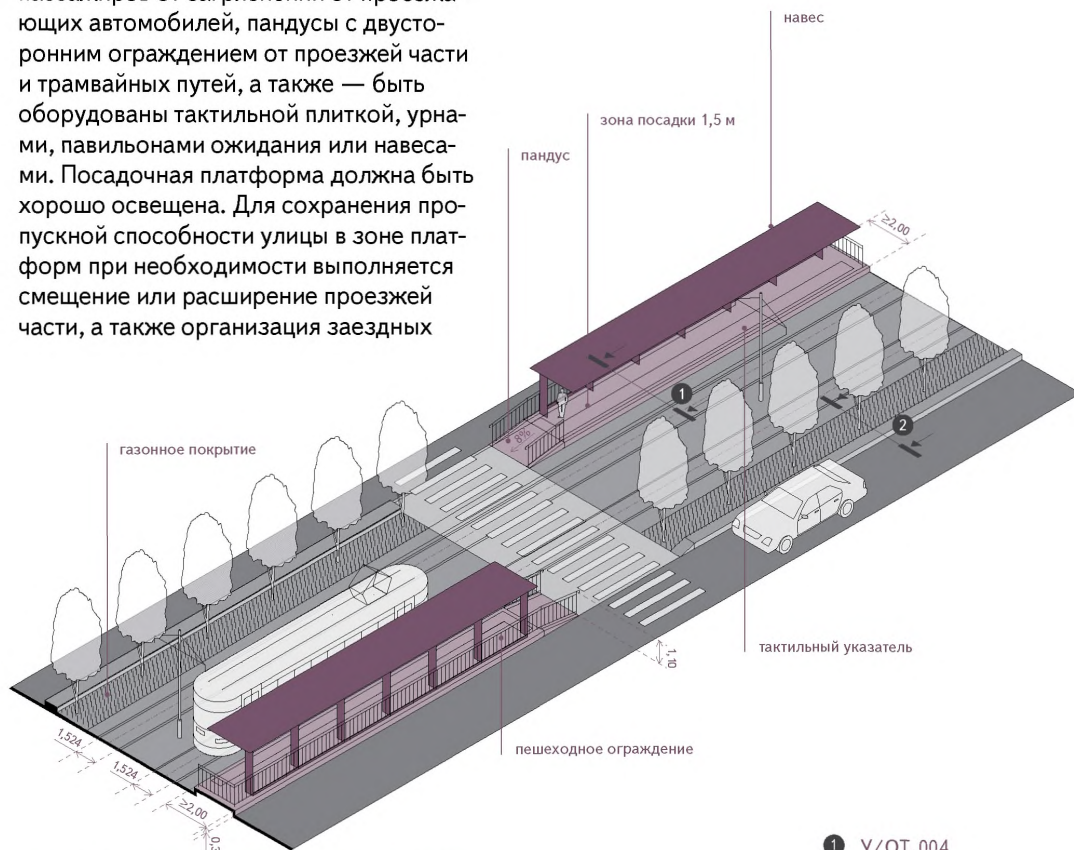 ющих автомобилей, пандусы с двусто-
ронним ограждением от проезжей части
и трамвайных путей, а также — быть
оборудованы тактильной плиткой, урна-
ми, павильонами ожидания или навеса-
ми. Посадочная платформа должна быть
хорошо освещена. Для сохранения про-
пускной способности улицы в зоне плат-
форм при необходимости выполняется
смещение или расширение проезжей
части, а также организация заездных
навес
зона посадки 1,5 м
пандус
≥2,00
1
2
8%
газонное покрытие
1,10
тактильный указатель
пешеходное ограждение
1,524
1,524
≥2,00
1 У/ОТ 004